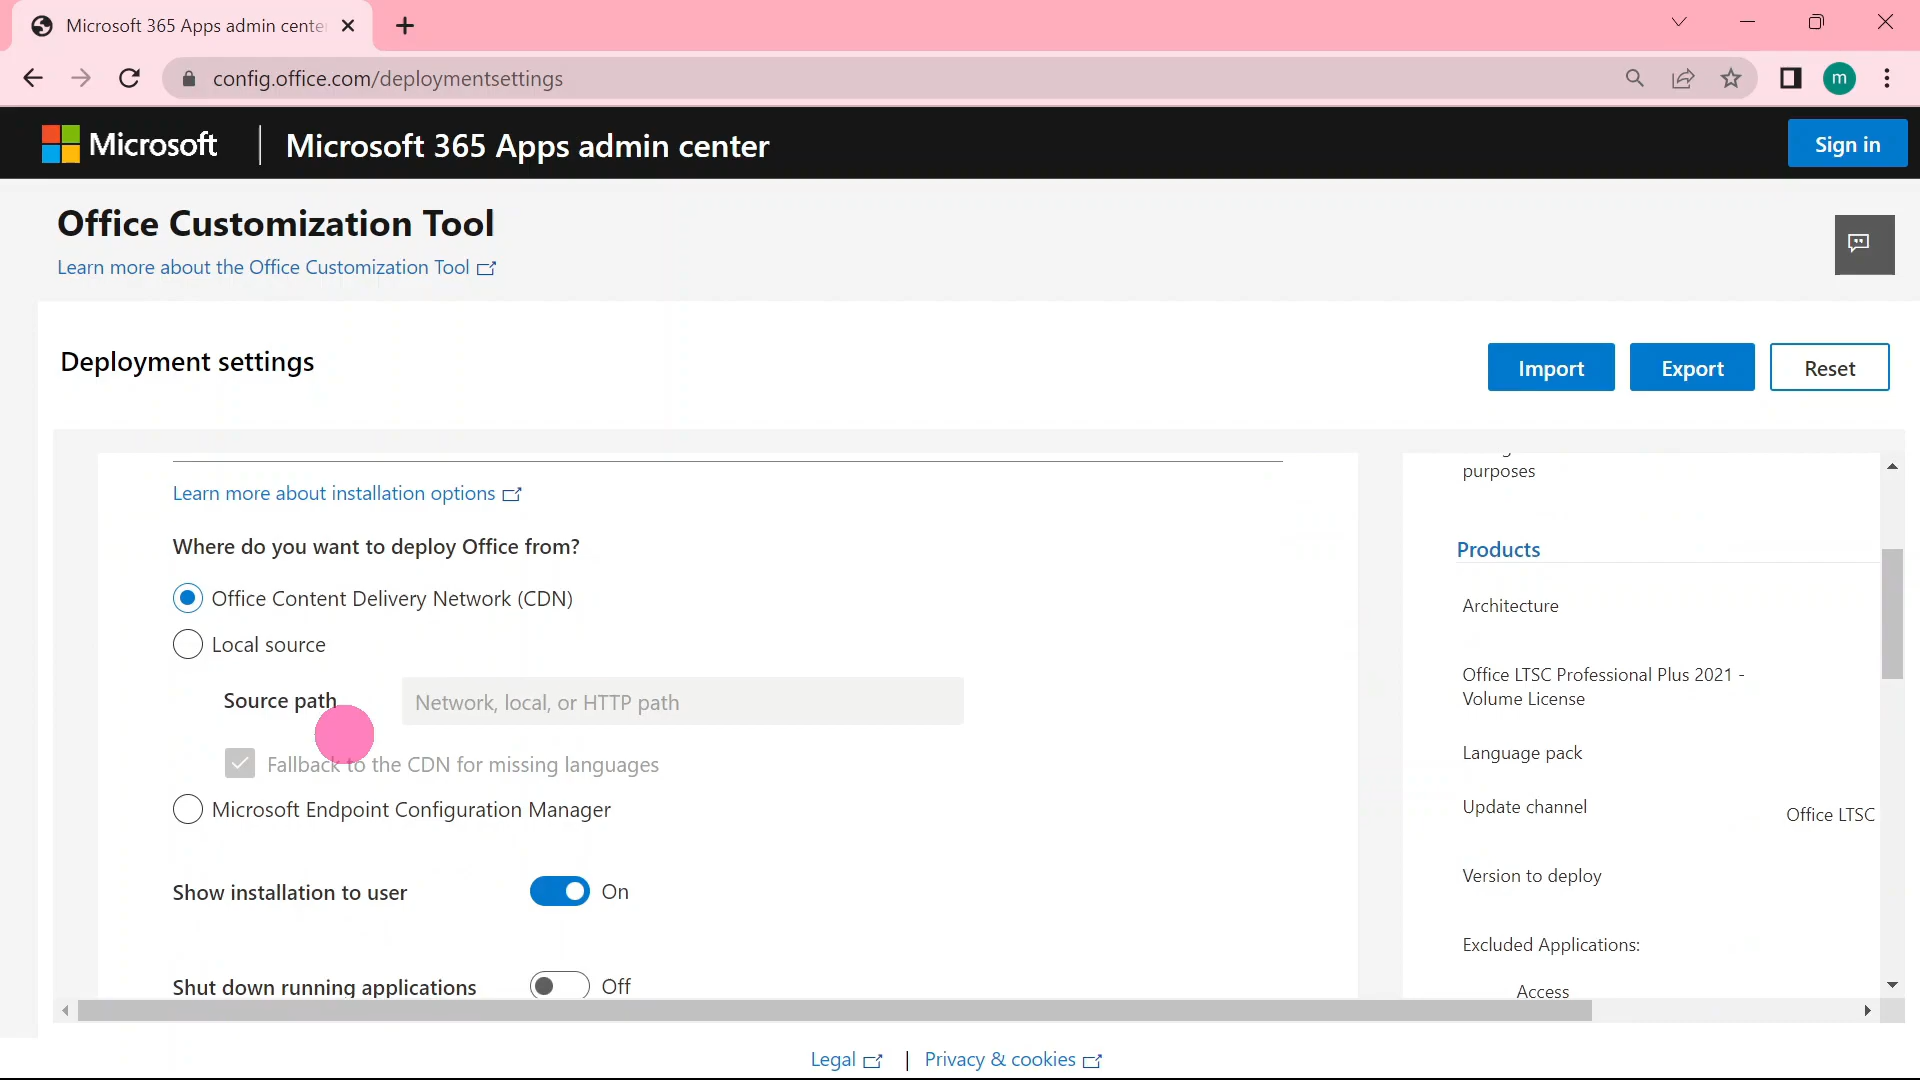 Microsoft 365 Apps admin cente
config.office.com/deploymentsettings
m
Microsoft
Microsoft 365 Apps admin center
Sign in
Office Customization Tool
Learn more about the Office Customization Tool
Deployment settings
Import
Export
Reset
Learn more about installation options
Where do you want to deploy Office from?
Office Content Delivery Network (CDN)
Local source
Source path
Network, local, or HTTP path
Fallback to the CDN for missing languages
Microsoft Endpoint Configuration Manager
Show installation to user
On
Shut down running applications
Off
purposes
Products
Architecture
Office LTSC Professional Plus 2021 -
Volume License
Language pack
Update channel
Office LTSC
Version to deploy
Excluded Applications:
Access
Legal
|
Privacy & cookies